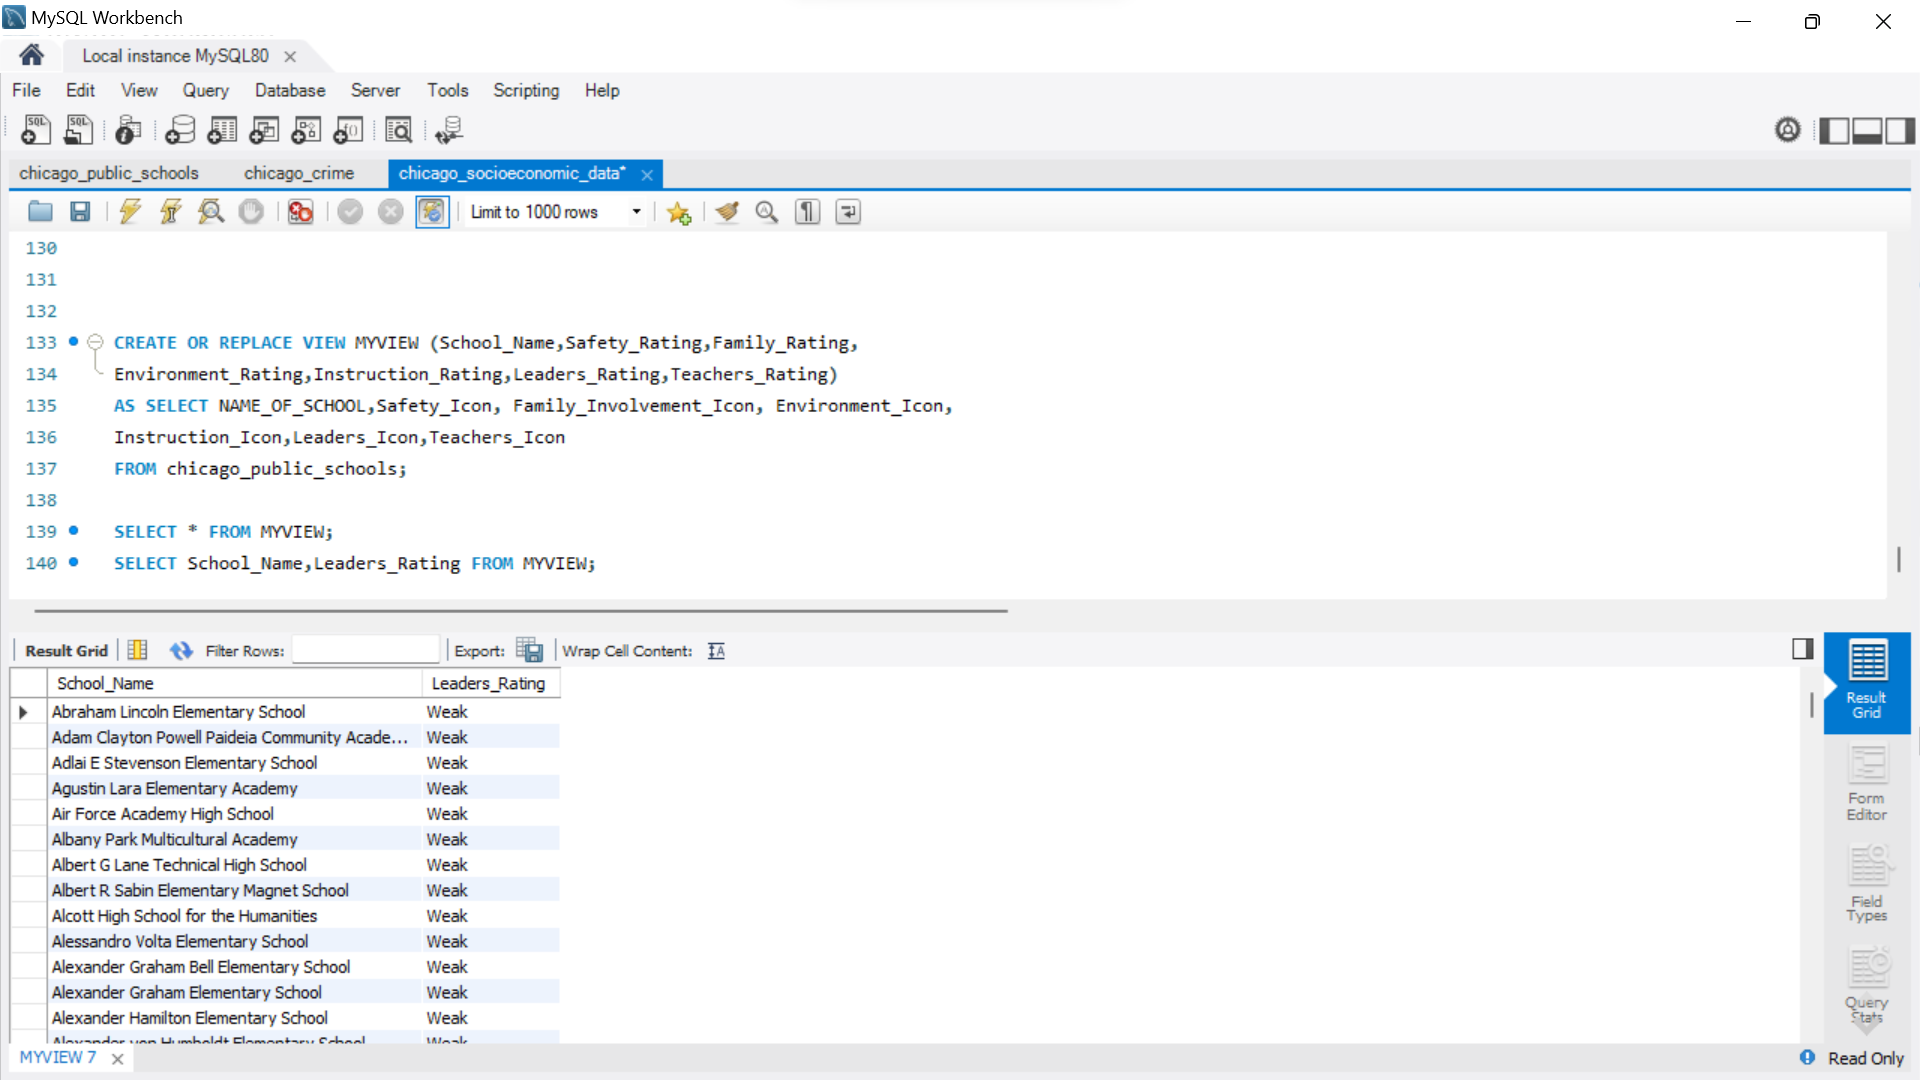 MySQL Workbench
Local instance MySQL80
File Edit View Query Database Server Tools Scripting Help
SQL SQL
chicago_public_schools chicago_crime chicago_socioeconomic_data*
Limit to 1000 rows
130
131
132
133 CREATE OR REPLACE VIEW MYVIEW (School_Name,Safety_Rating,Family_Rating,
134 Environment_Rating,Instruction_Rating,Leaders_Rating,Teachers_Rating)
135 AS SELECT NAME_OF_SCHOOL,Safety_Icon, Family_Involvement_Icon, Environment_Icon,
136 Instruction_Icon,Leaders_Icon,Teachers_Icon
137 FROM chicago_public_schools;
138
139 SELECT * FROM MYVIEW;
140 SELECT School_Name,Leaders_Rating FROM MYVIEW;
Result Grid Filter Rows: Export: Wrap Cell Content:
School_Name Leaders_Rating
Abraham Lincoln Elementary School Weak
Adam Clayton Powell Paideia Community Acade... Weak
Adlai E Stevenson Elementary School Weak
Agustin Lara Elementary Academy Weak
Air Force Academy High School Weak
Albany Park Multicultural Academy Weak
Albert G Lane Technical High School Weak
Albert R Sabin Elementary Magnet School Weak
Alcott High School for the Humanities Weak
Alessandro Volta Elementary School Weak
Alexander Graham Bell Elementary School Weak
Alexander Graham Elementary School Weak
Alexander Hamilton Elementary School Weak
Alexander von Humboldt Elementary School Weak
Result
Grid
Form
Editor
Field
Types
Query
Stats
MYVIEW 7
Read Only